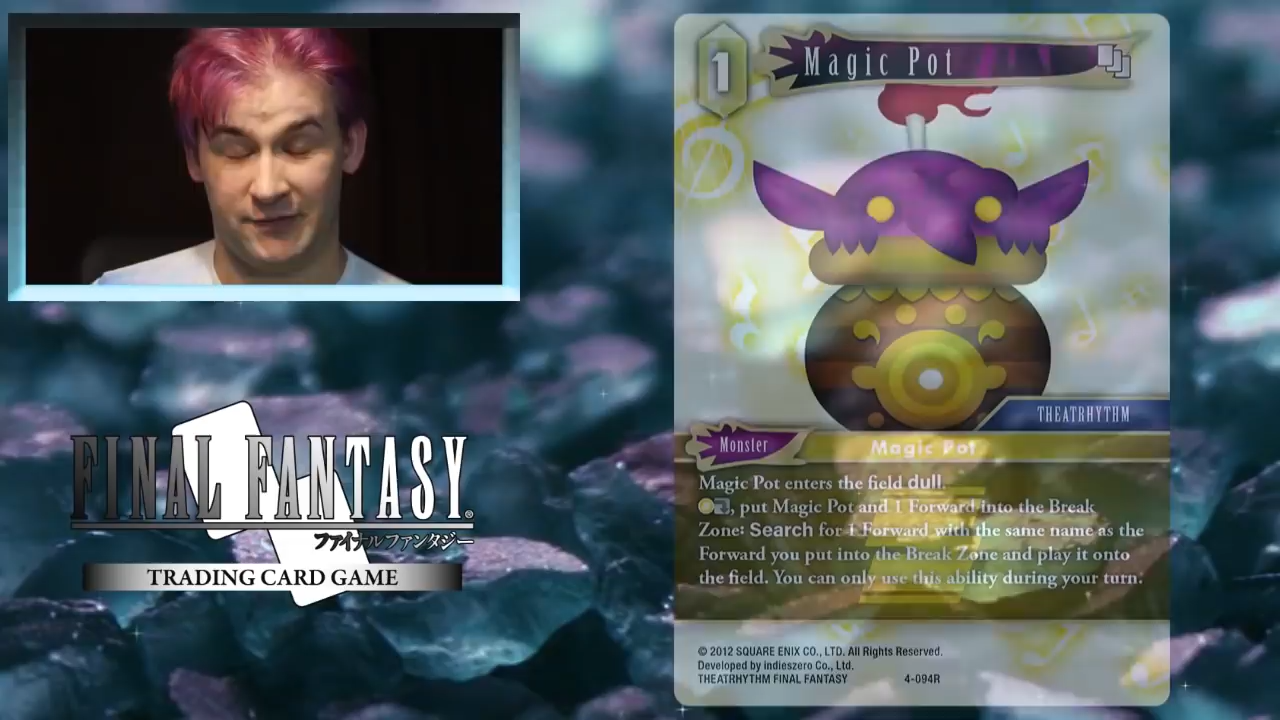 1
Magic Pot
THEATRHYTHM
Monster
Magic Pot
Magic Pot enters the field dull.
, put Magic Pot and 1 Forward into the Break
Zone: Search for 1 Forward with the same name as the
Forward you put into the Break Zone and play it onto
the field. You can only use this ability during your turn.
© 2012 SQUARE ENIX CO., LTD. All Rights Reserved.
Developed by indieszero Co., Ltd.
THEATRHYTHM FINAL FANTASY 4-094R
FINAL FANTASY®
ファイナルファンタジー
TRADING CARD GAME